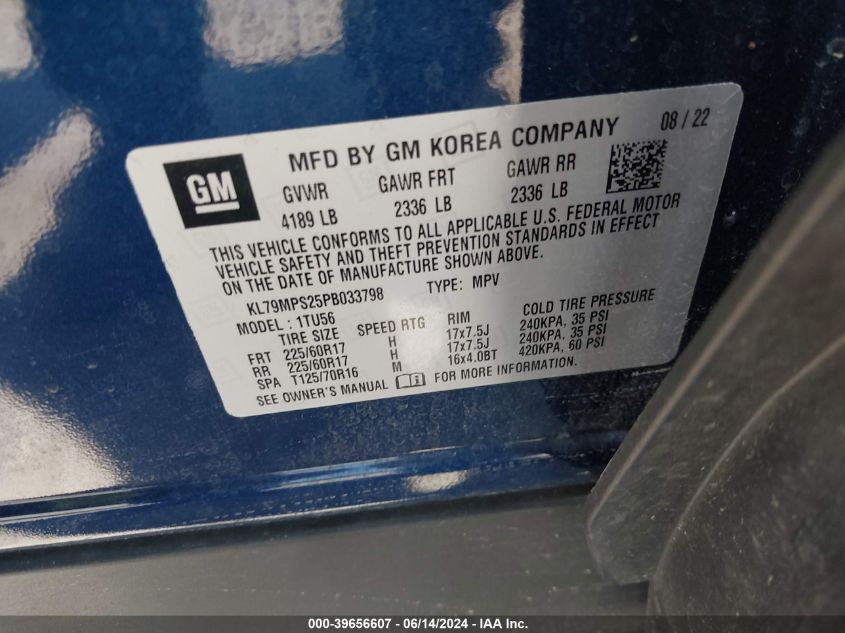 MFD BY GM KOREA COMPANY 08 / 22
GM
GVWR GAWR FRT GAWR RR
4189 LB 2336 LB 2336 LB
THIS VEHICLE CONFORMS TO ALL APPLICABLE U.S. FEDERAL MOTOR
VEHICLE SAFETY AND THEFT PREVENTION STANDARDS IN EFFECT
ON THE DATE OF MANUFACTURE SHOWN ABOVE.
KL79MPS25PB033798 TYPE: MPV
MODEL : 1TU56
TIRE SIZE SPEED RTG RIM COLD TIRE PRESSURE
FRT 225/60R17 H 17x7.5J 240KPA, 35 PSI
RR 225/60R17 H 17x7.5J 240KPA, 35 PSI
SPA T125/70R16 M 16x4.0BT 420KPA, 60 PSI
SEE OWNER'S MANUAL FOR MORE INFORMATION.
000-39656607 - 06/14/2024 - IAA Inc.